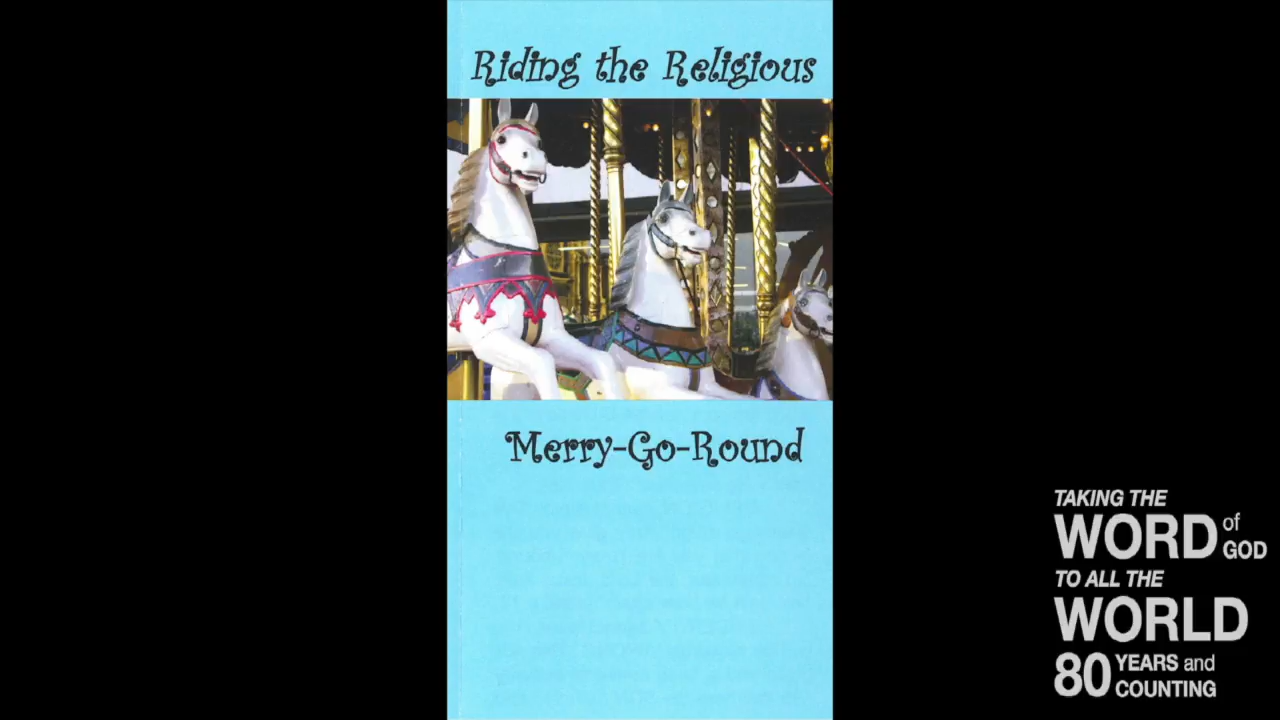 Riding the Religious
Merry-Go-Round
TAKING THE
WORD of GOD
TO ALL THE
WORLD
80 YEARS and
COUNTING